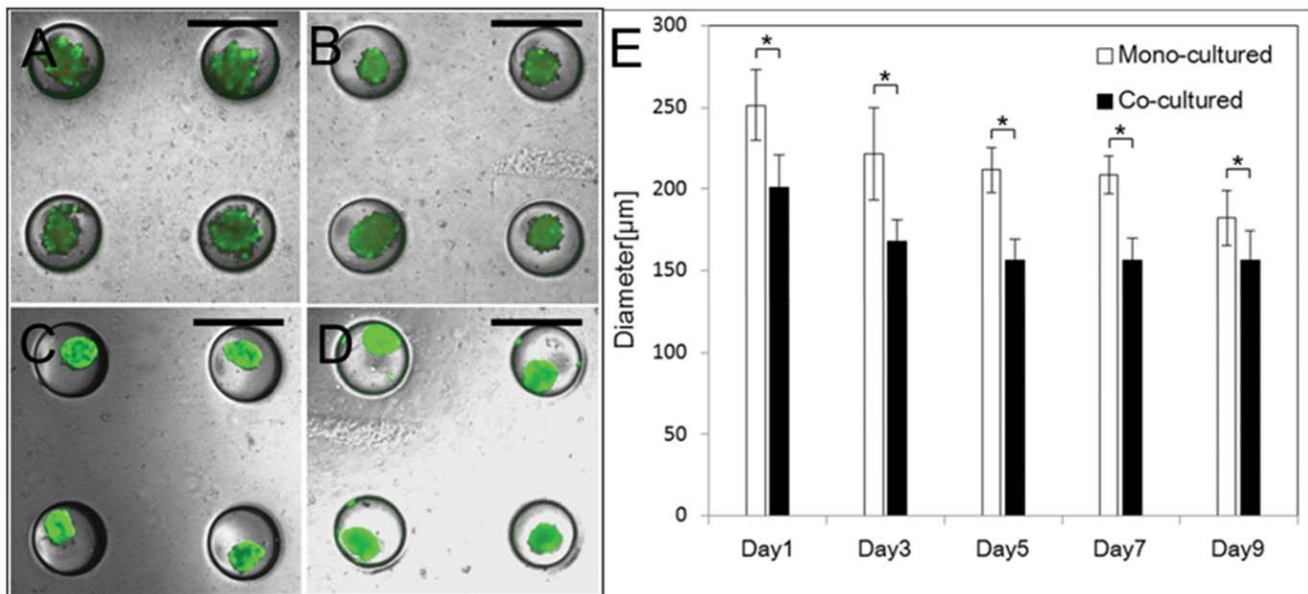 A
B
C
D
E
* Mono-cultured
* Co-cultured
*
*
*
Diameter[μm]
300
250
200
150
100
50
0
Day1 Day3 Day5 Day7 Day9